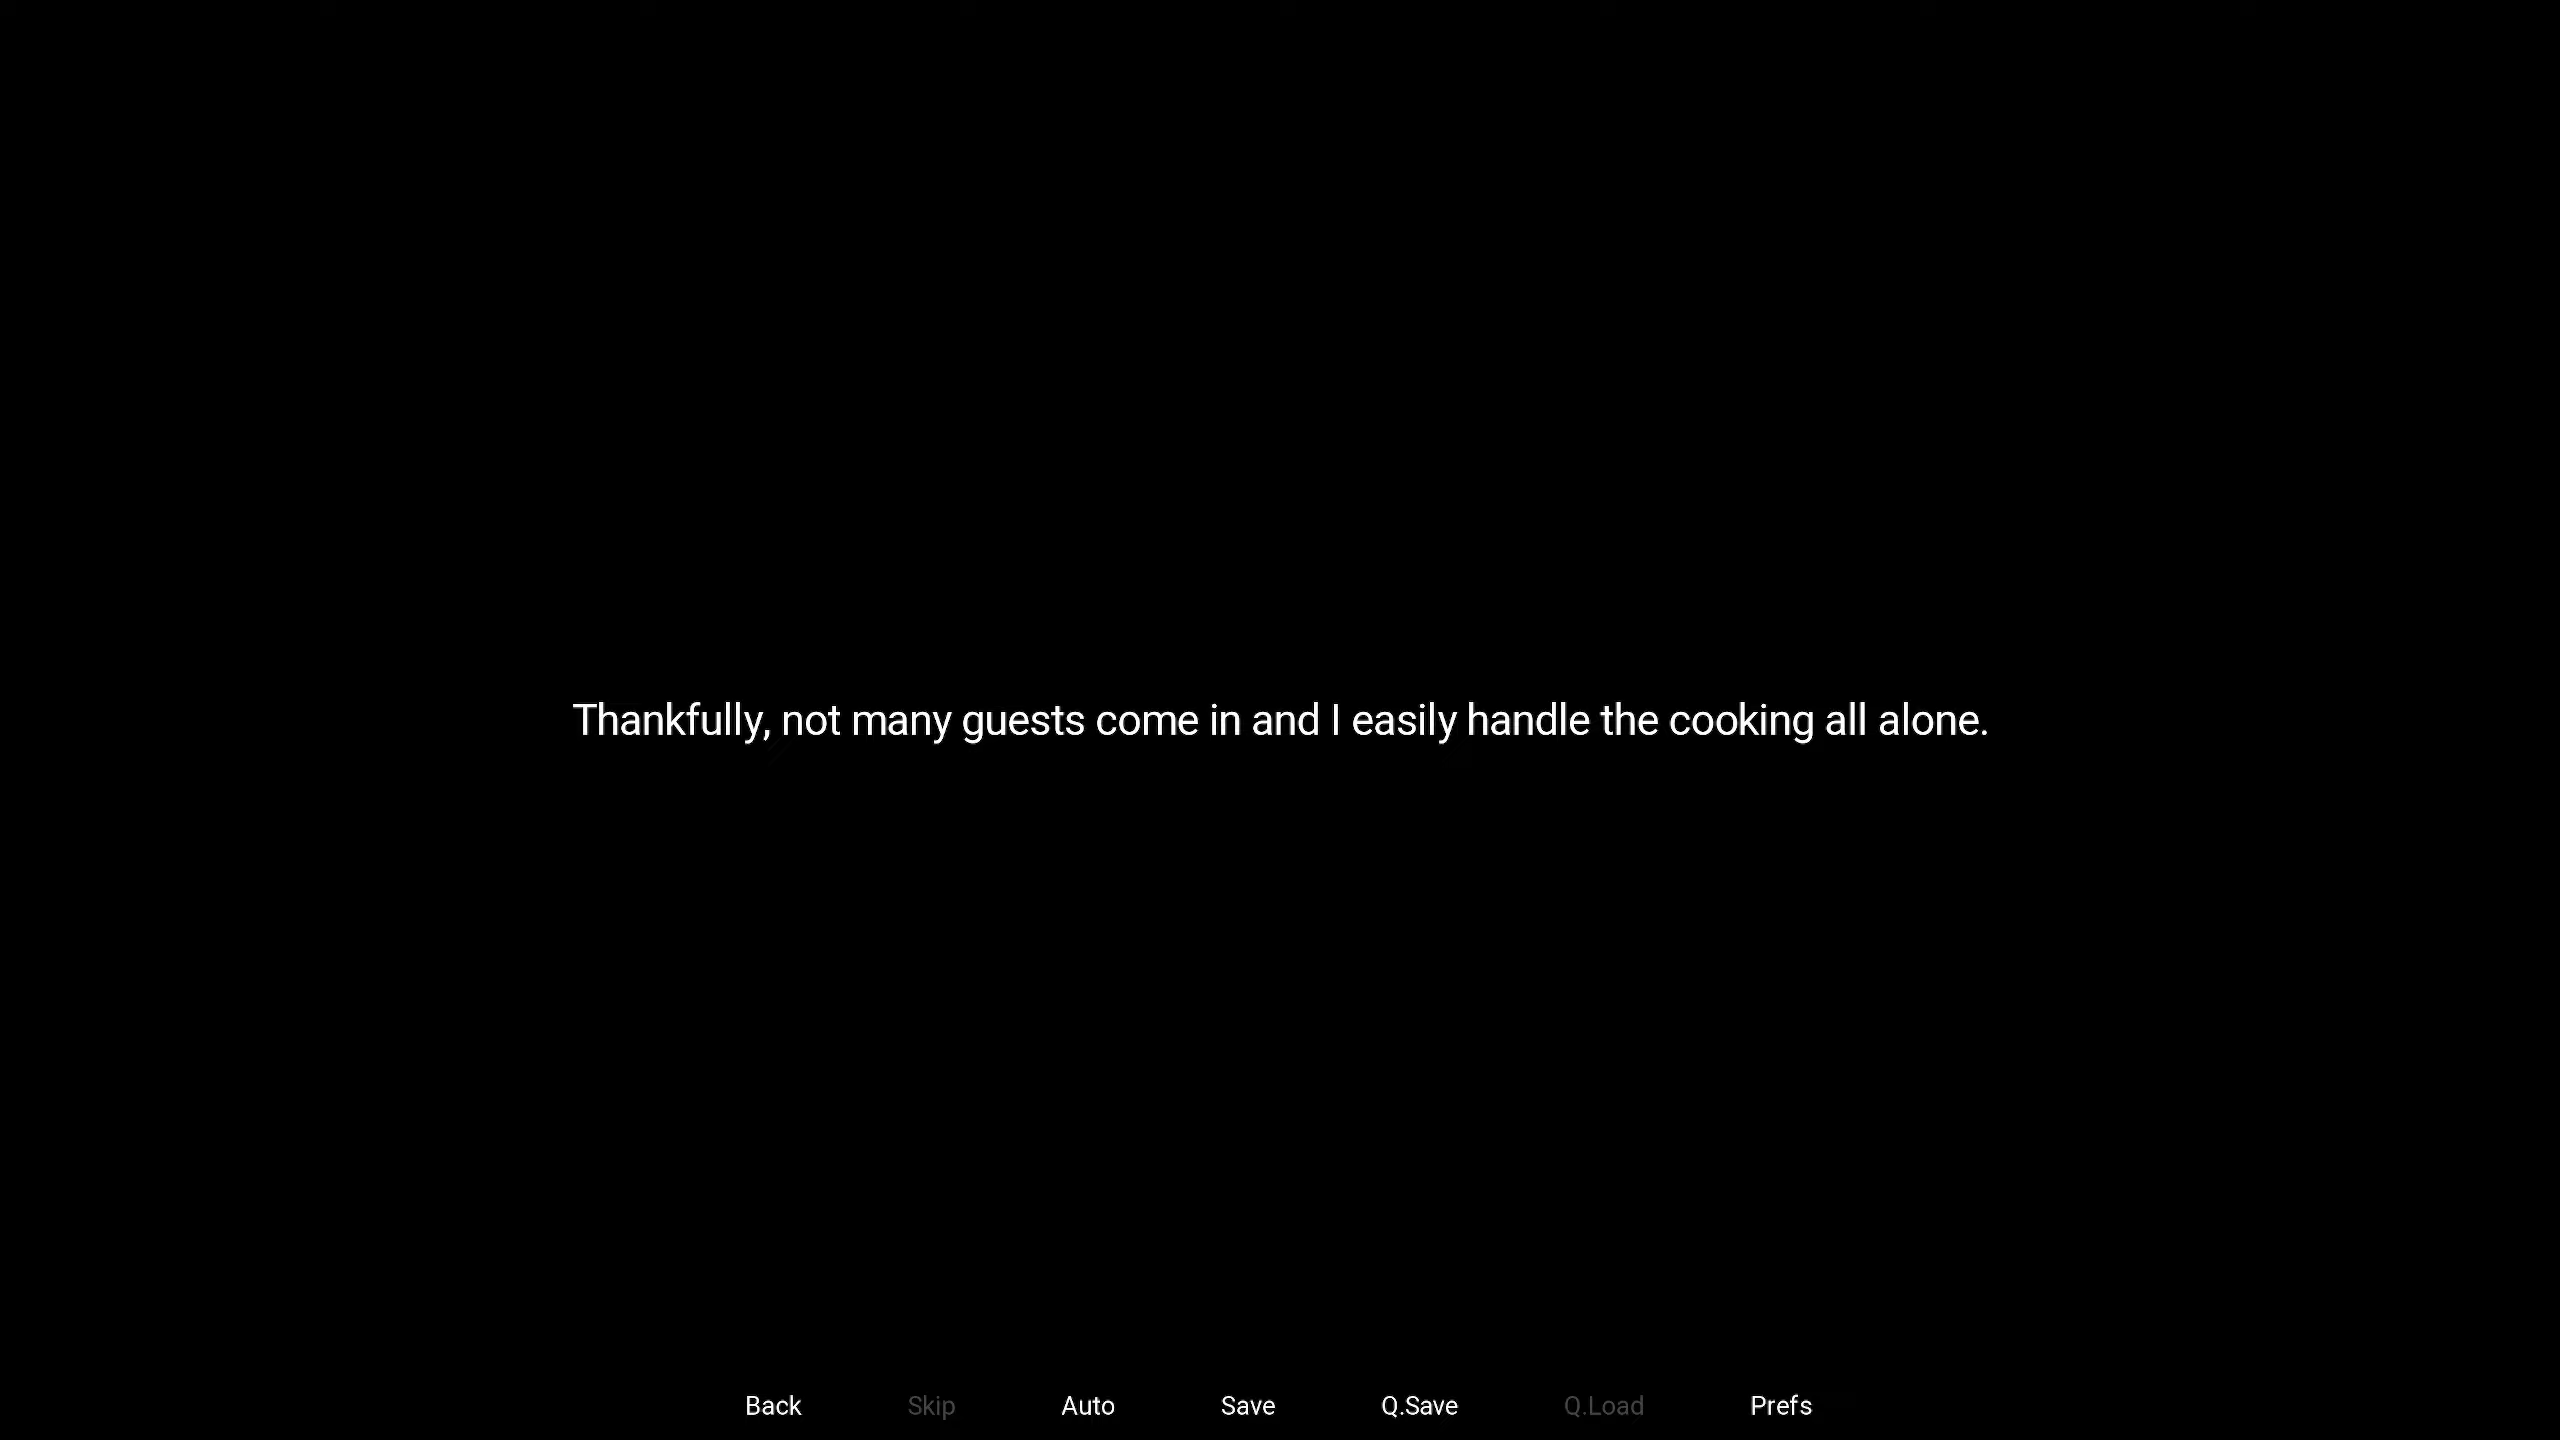 Thankfully, not many guests come in and I easily handle the cooking all alone.
Back Skip Auto Save Q.Save Q.Load Prefs